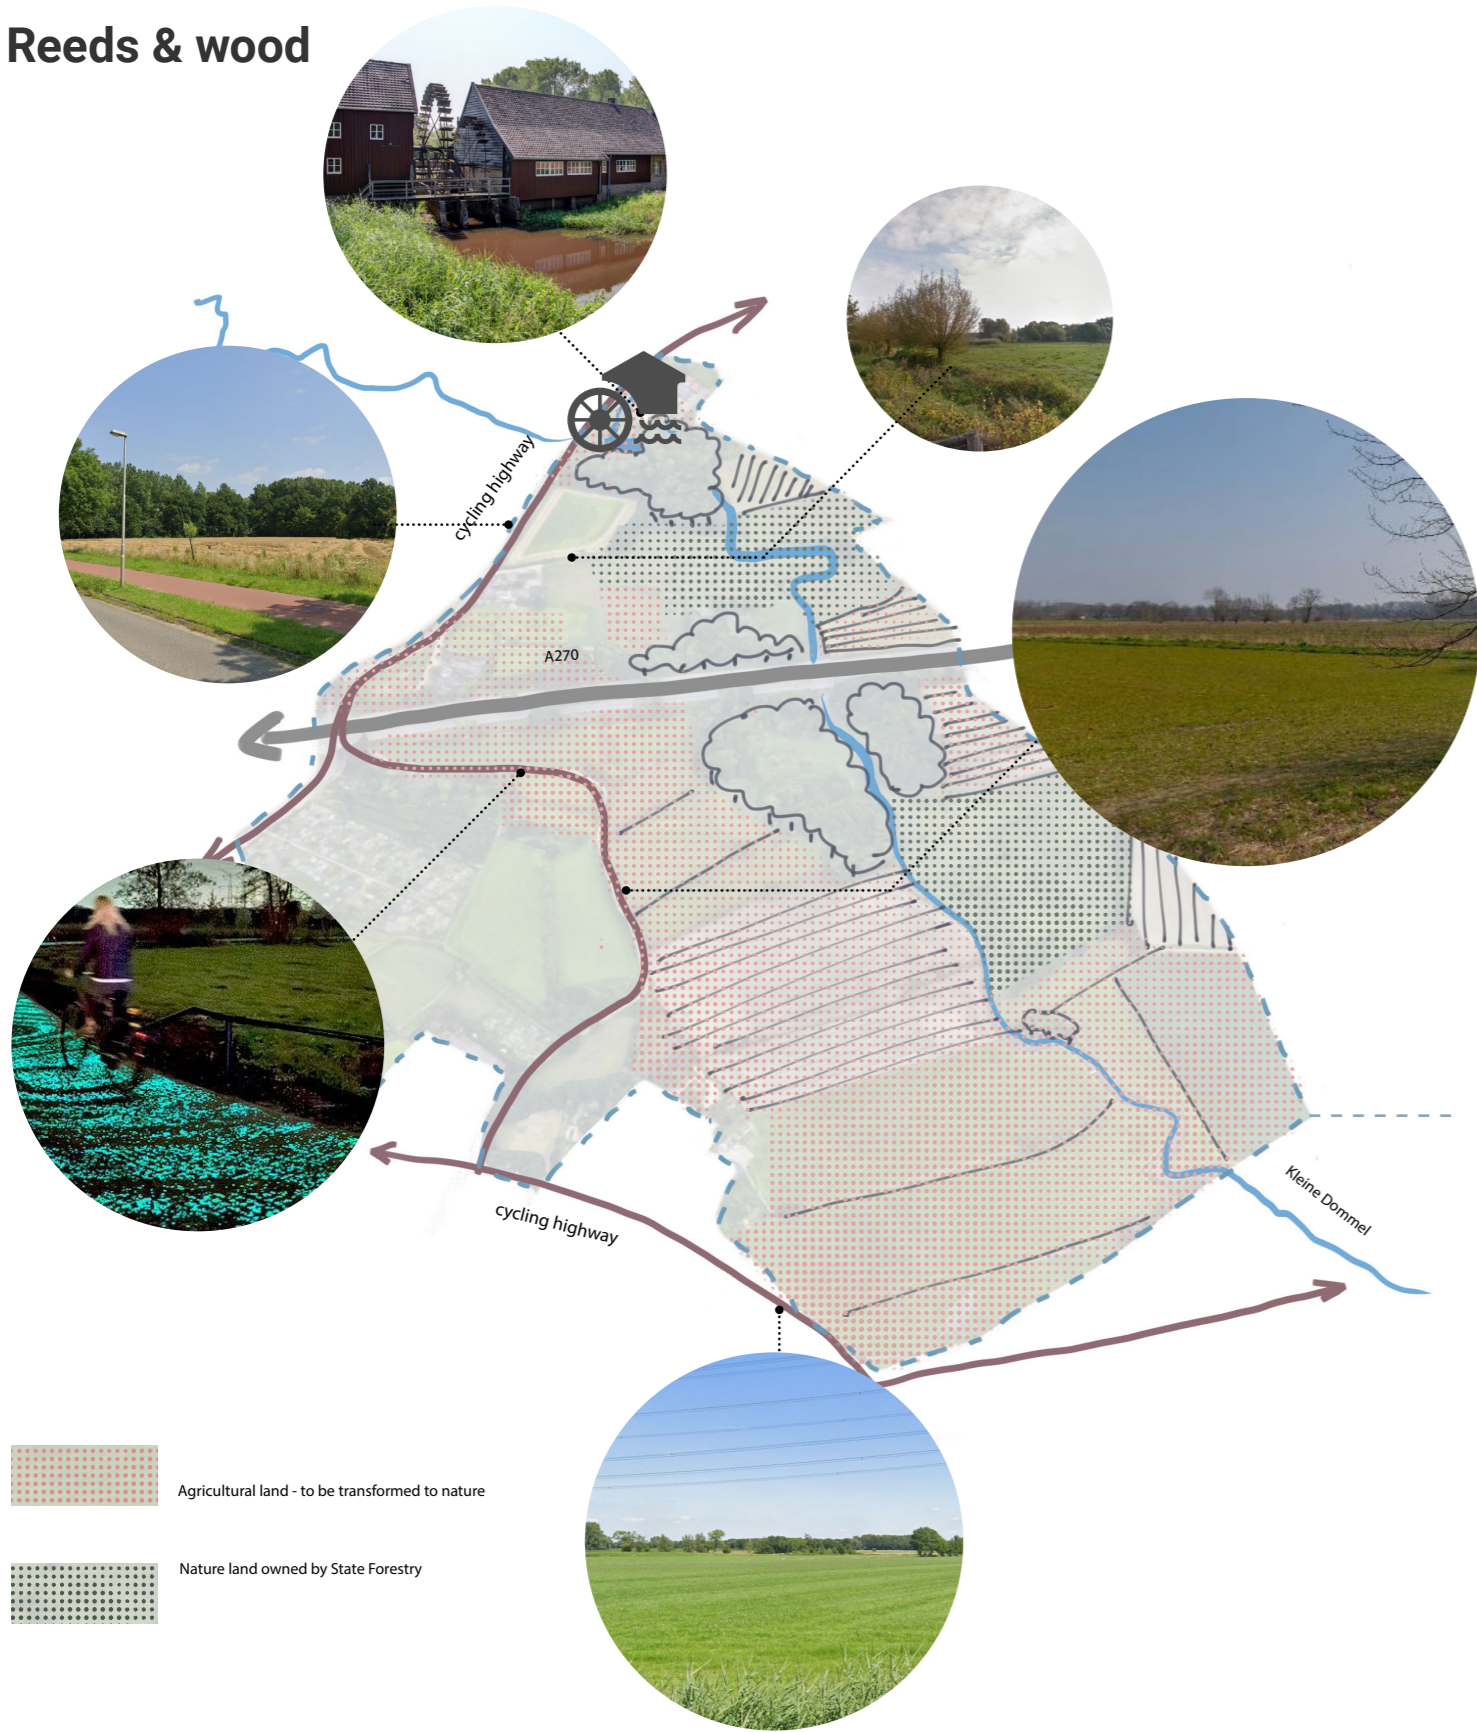 Reeds & wood
cycling highway
A270
Kleine Dommel
cycling highway
Agricultural land - to be transformed to nature
Nature land owned by State Forestry